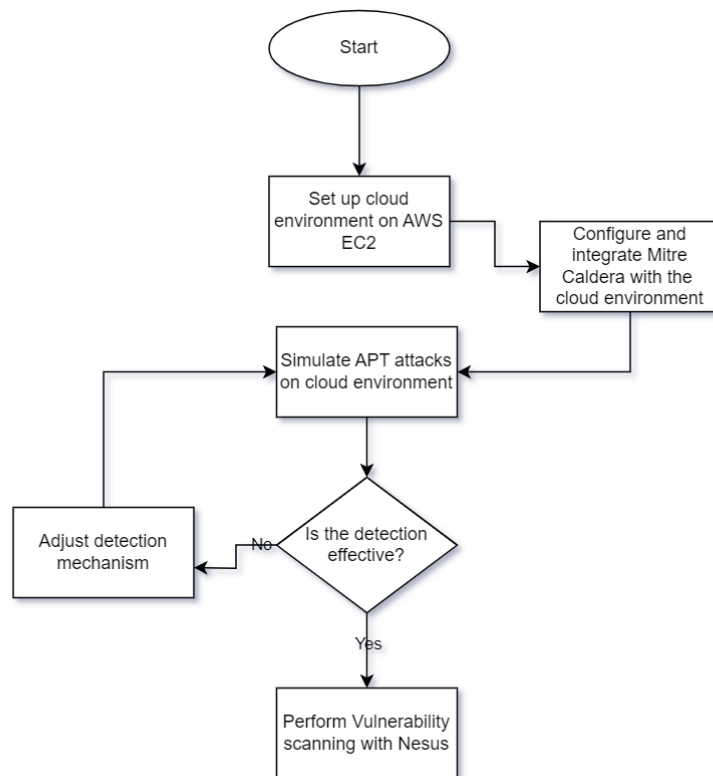 Start
Set up cloud
environment on AWS
EC2
Configure and
integrate Mitre
Caldera with the
cloud environment
Simulate APT attacks
on cloud environment
Is the detection
effective?
No
Adjust detection
mechanism
Yes
Perform Vulnerability
scanning with Nesus